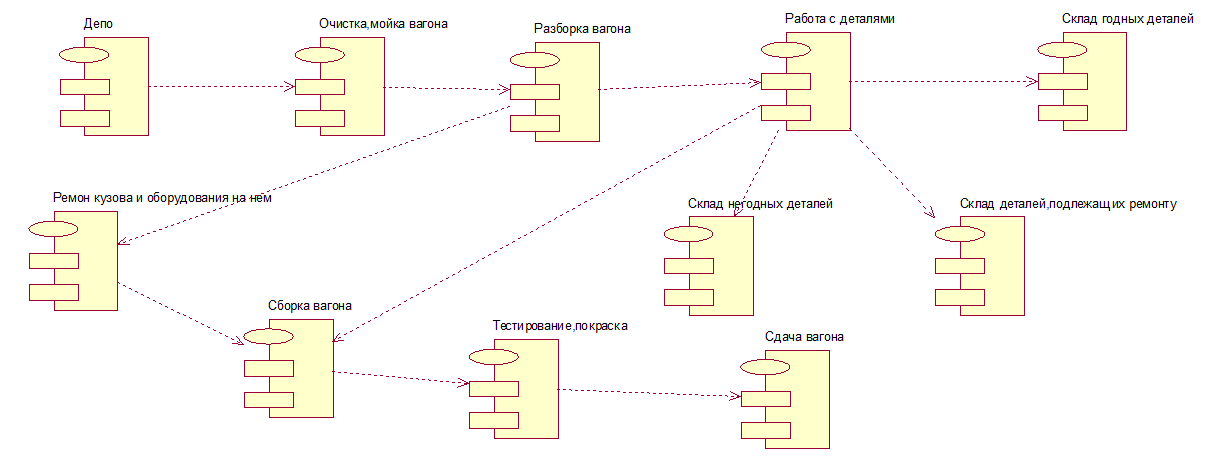 Депо
Очистка,мойка вагона
Разборка вагона
Работа с деталями
Склад годных деталей
Ремон кузова и оборудования на нем
Склад негодных деталей
Склад деталей,подлежащих ремонту
Сборка вагона
Тестирование,покраска
Сдача вагона